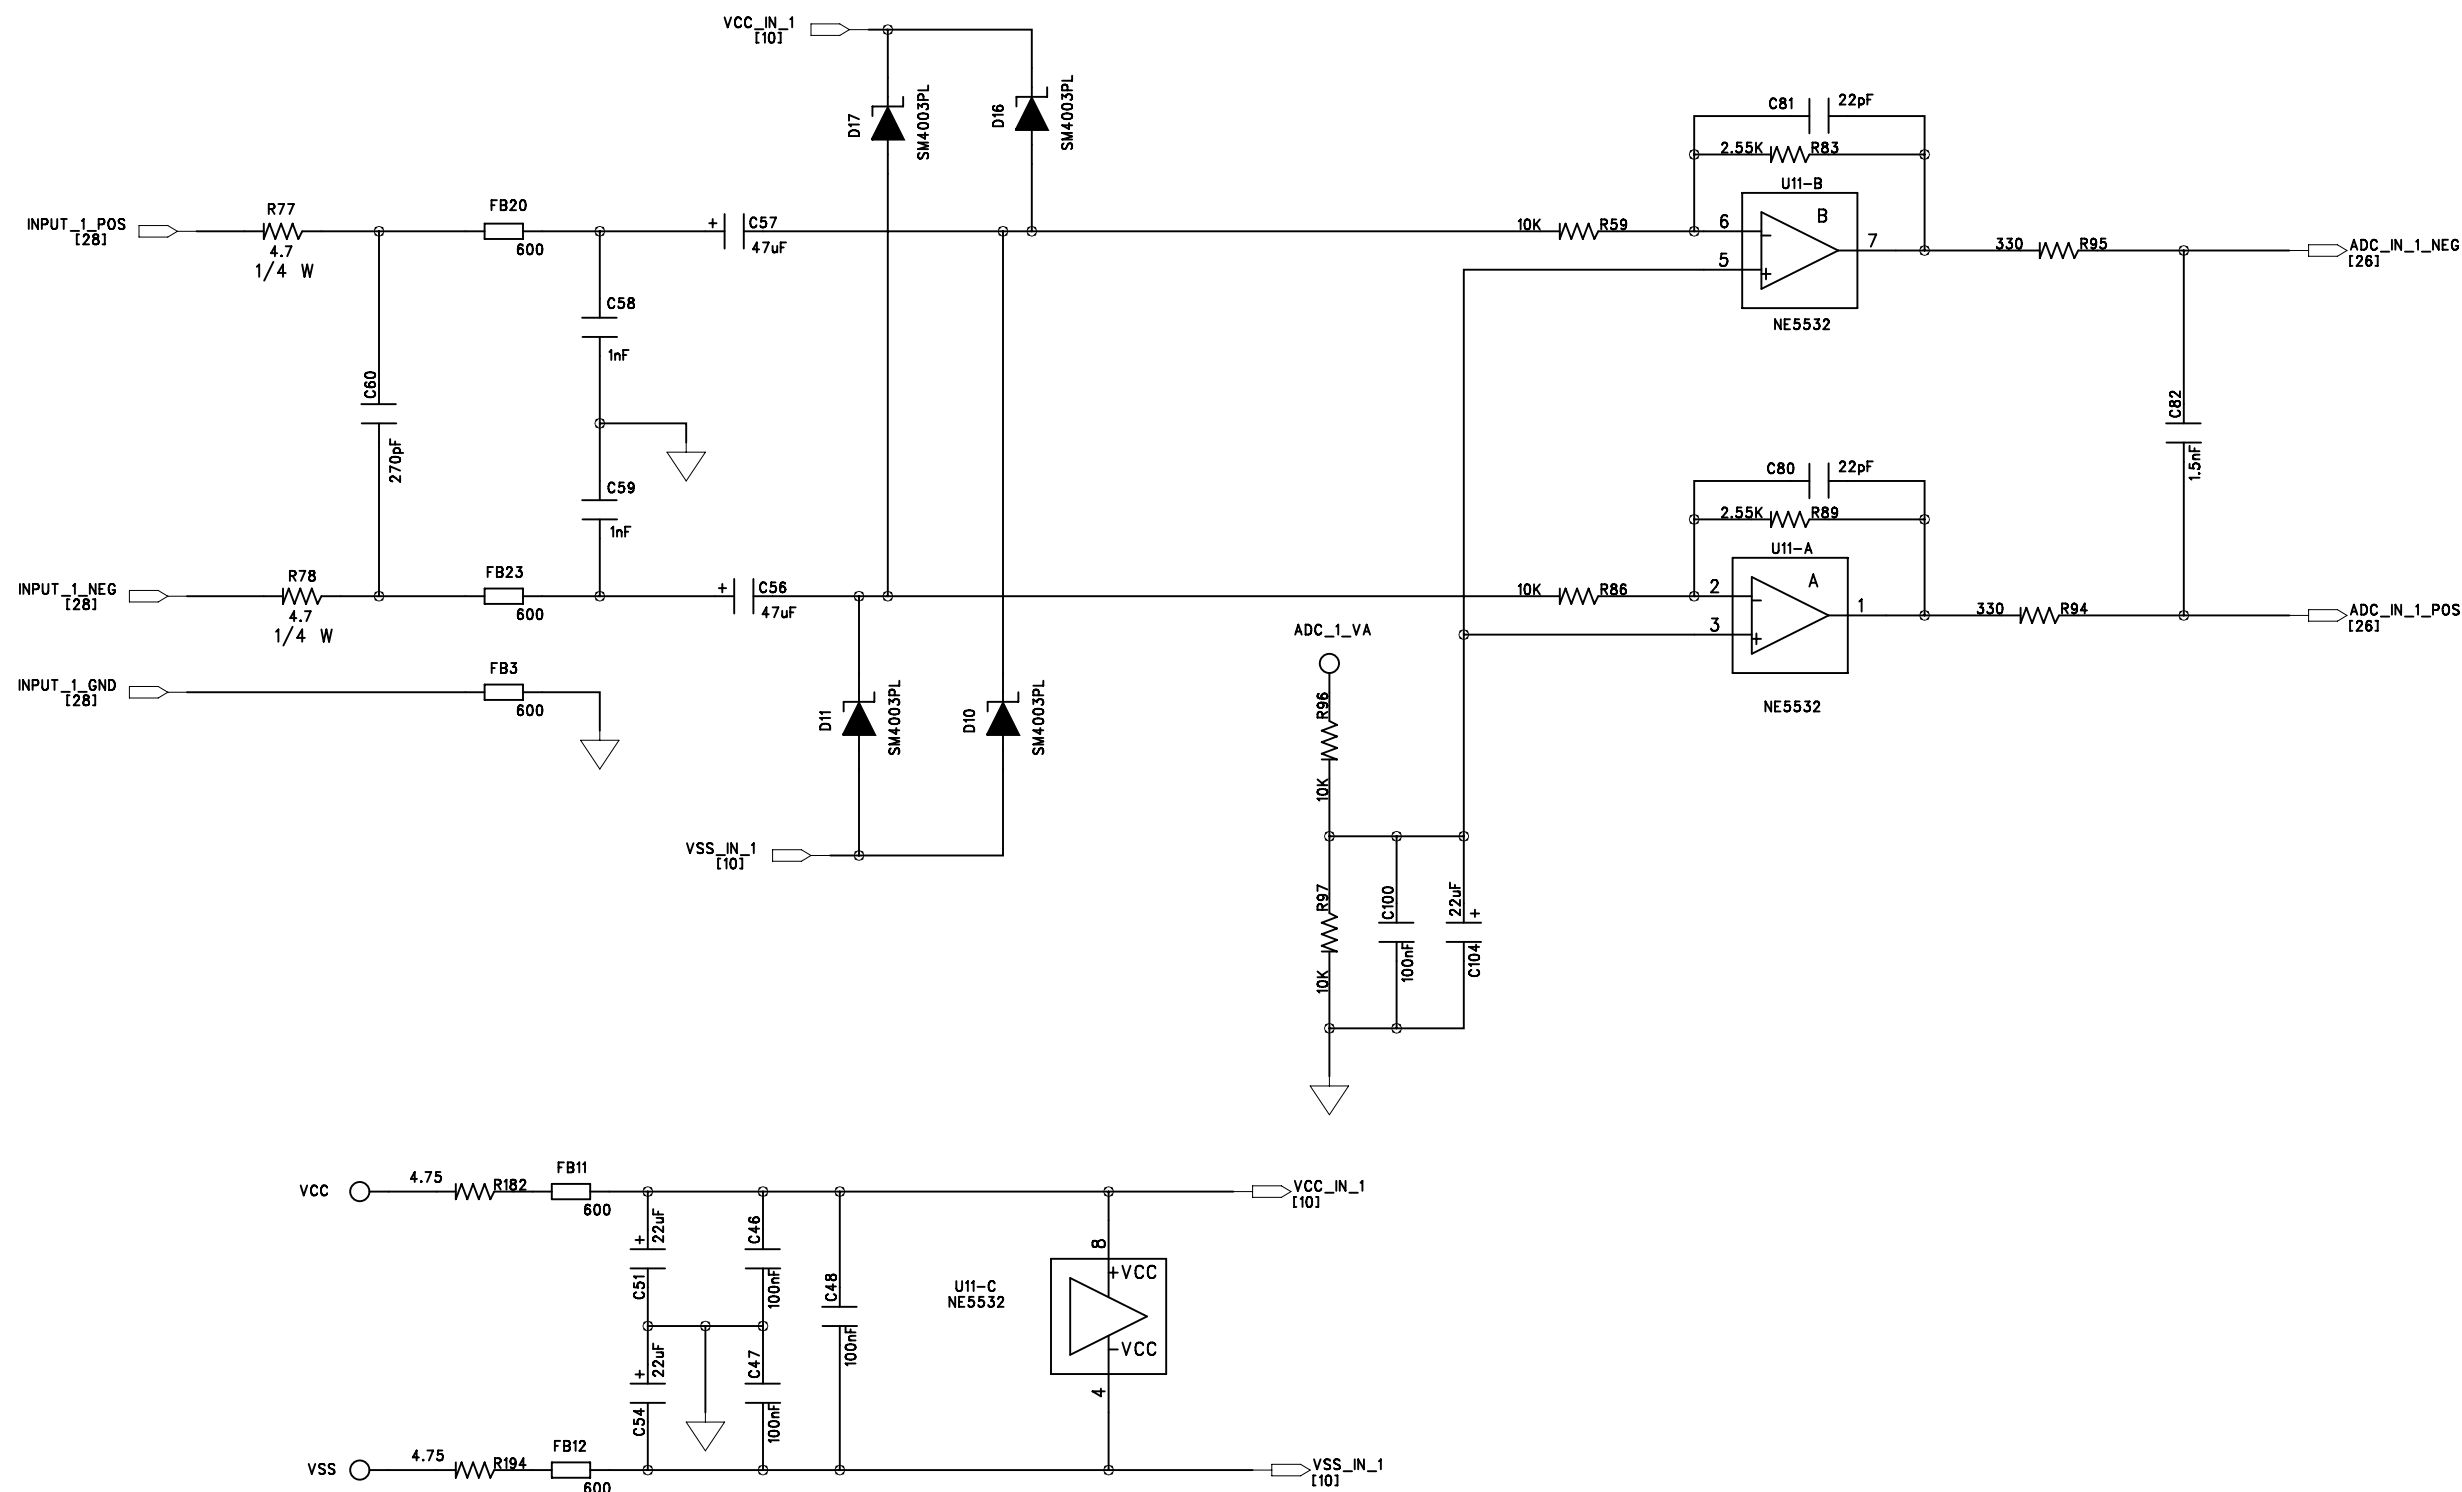 VCC_IN_1
[10]
D17
SM4003PL
D16
SM4003PL
INPUT_1_POS
[28]
R77
4.7
1/4 W
FB20
600
+
C57
47uF
C58
1nF
C60
270pF
C59
1nF
INPUT_1_NEG
[28]
R78
4.7
1/4 W
FB23
600
+
C56
47uF
INPUT_1_GND
[28]
FB3
600
D11
SM4003PL
D10
SM4003PL
VSS_IN_1
[10]
10K
R59
C81
22pF
2.55K
R83
U11-B
B
6
5
7
-
+
NE5532
330
R95
ADC_IN_1_NEG
[26]
C82
1.5nF
10K
R86
C80
22pF
2.55K
R89
U11-A
A
2
3
1
-
+
NE5532
330
R94
ADC_IN_1_POS
[26]
ADC_1_VA
R96
10K
R97
10K
C100
100nF
22uF
+
C104
VCC
4.75
R182
FB11
600
VCC_IN_1
[10]
+
22uF
C51
C46
100nF
C48
100nF
+
22uF
C54
C47
100nF
U11-C
NE5532
8
+VCC
-VCC
4
VSS
4.75
R194
FB12
600
VSS_IN_1
[10]